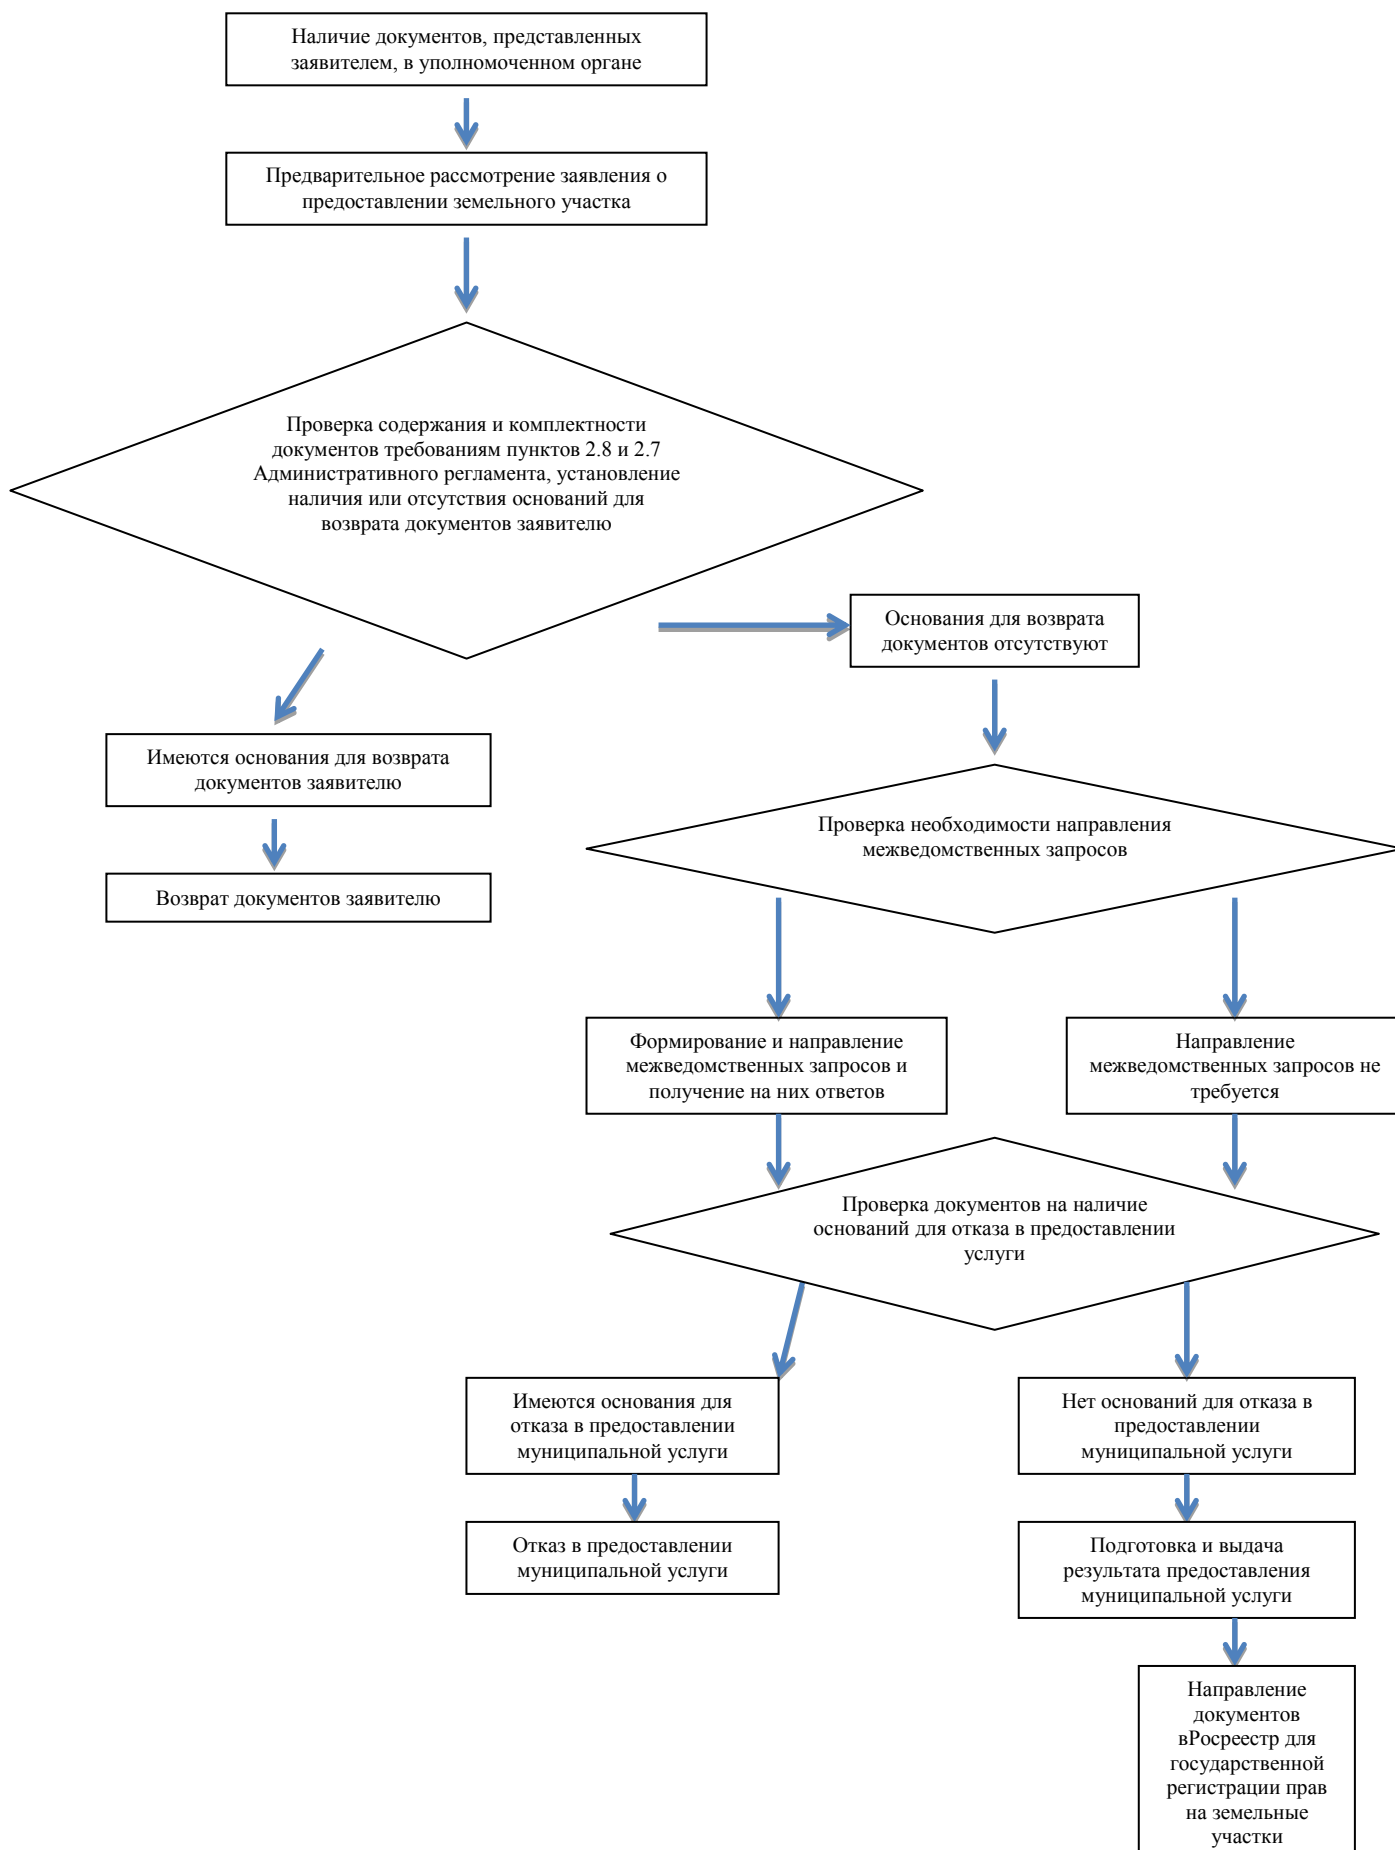 Наличие документов, представленных
заявителем, в уполномоченном органе
Предварительное рассмотрение заявления о
предоставлении земельного участка
Проверка содержания и комплектности
документов требованиям пунктов 2.8 и 2.7
Административного регламента, установление
наличия или отсутствия оснований для
возврата документов заявителю
Основания для возврата
документов отсутствуют
Имеются основания для возврата
документов заявителю
Возврат документов заявителю
Проверка необходимости направления
межведомственных запросов
Формирование и направление
межведомственных запросов и
получение на них ответов
Направление
межведомственных запросов не
требуется
Проверка документов на наличие
оснований для отказа в предоставлении
услуги
Имеются основания для
отказа в предоставлении
муниципальной услуги
Отказ в предоставлении
муниципальной услуги
Нет оснований для отказа в
предоставлении
муниципальной услуги
Подготовка и выдача
результата предоставления
муниципальной услуги
Направление
документов
вРосреестр для
государственной
регистрации прав
на земельные
участки